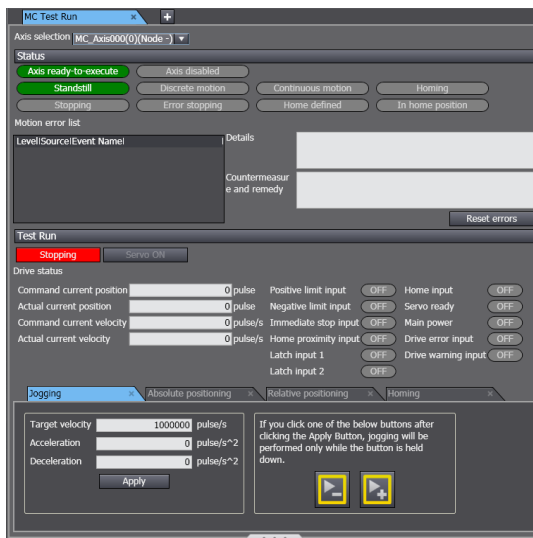 MC Test Run × +
Axis selection MC_Axis000(0)(Node -) ▼
Status
Axis ready-to-execute Axis disabled
Standstill Discrete motion Continuous motion Homing
Stopping Error stopping Home defined In home position
Motion error list
Level|Source|Event Name| |
Details
Countermeasur
e and remedy
Reset errors
Test Run
Stopping Servo ON
Drive status
Command current position 0 pulse Positive limit input OFF Home input OFF
Actual current position 0 pulse Negative limit input OFF Servo ready OFF
Command current velocity 0 pulse/s Immediate stop input OFF Main power OFF
Actual current velocity 0 pulse/s Home proximity input OFF Drive error input OFF
Latch input 1 OFF Drive warning input OFF
Latch input 2 OFF
Jogging × Absolute positioning × Relative positioning × Homing ×
Target velocity 1000000 pulse/s
Acceleration 0 pulse/s^2
Deceleration 0 pulse/s^2
Apply
If you click one of the below buttons after
clicking the Apply Button, jogging will be
performed only while the button is held
down.